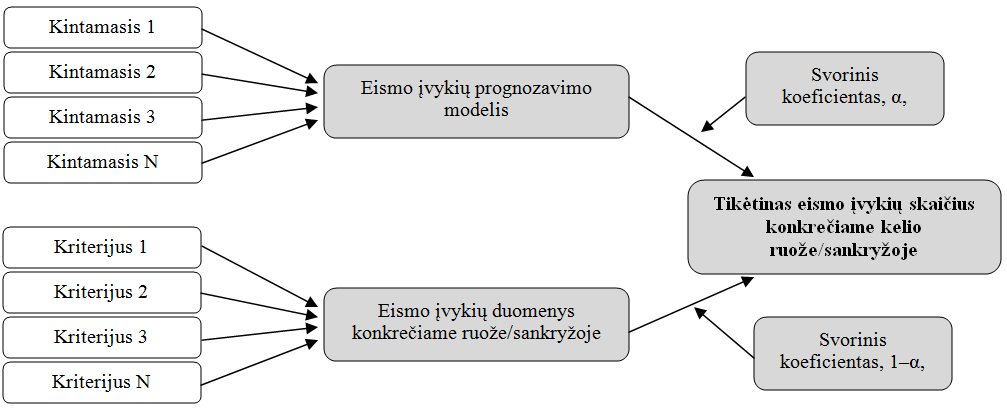 Kintamasis 1
Kintamasis 2
Kintamasis 3
Kintamasis N
Eismo įvykių prognozavimo
modelis
Svorinis
koeficientas, α,
Tikėtinas eismo įvykių skaičius
konkrečiame kelio
ruože/sankryžoje
Kriterijus 1
Kriterijus 2
Kriterijus 3
Kriterijus N
Eismo įvykių duomenys
konkrečiame ruože/sankryžoje
Svorinis
koeficientas, 1–α,